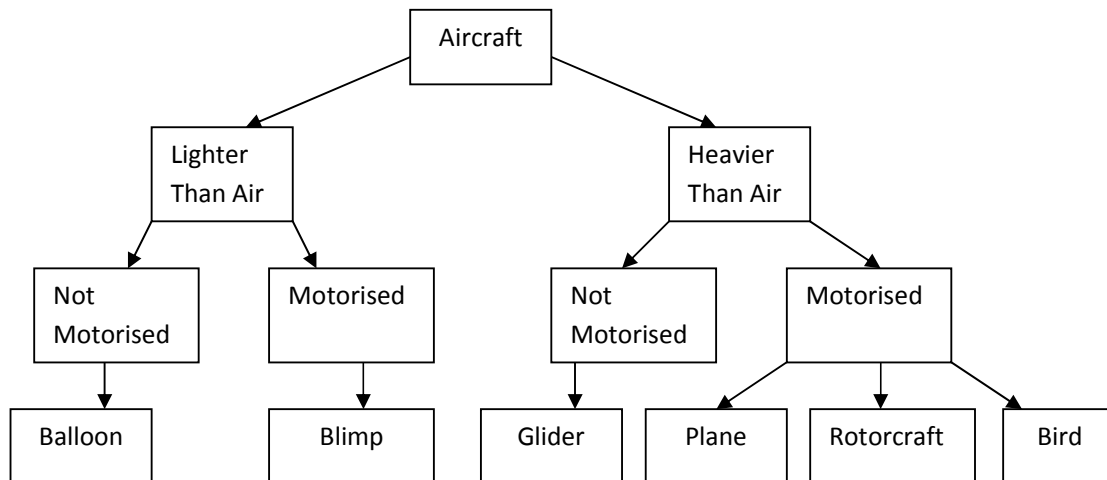 Aircraft
Lighter
Than Air
Heavier
Than Air
Not
Motorised
Motorised
Not
Motorised
Motorised
Balloon
Blimp
Glider
Plane
Rotorcraft
Bird